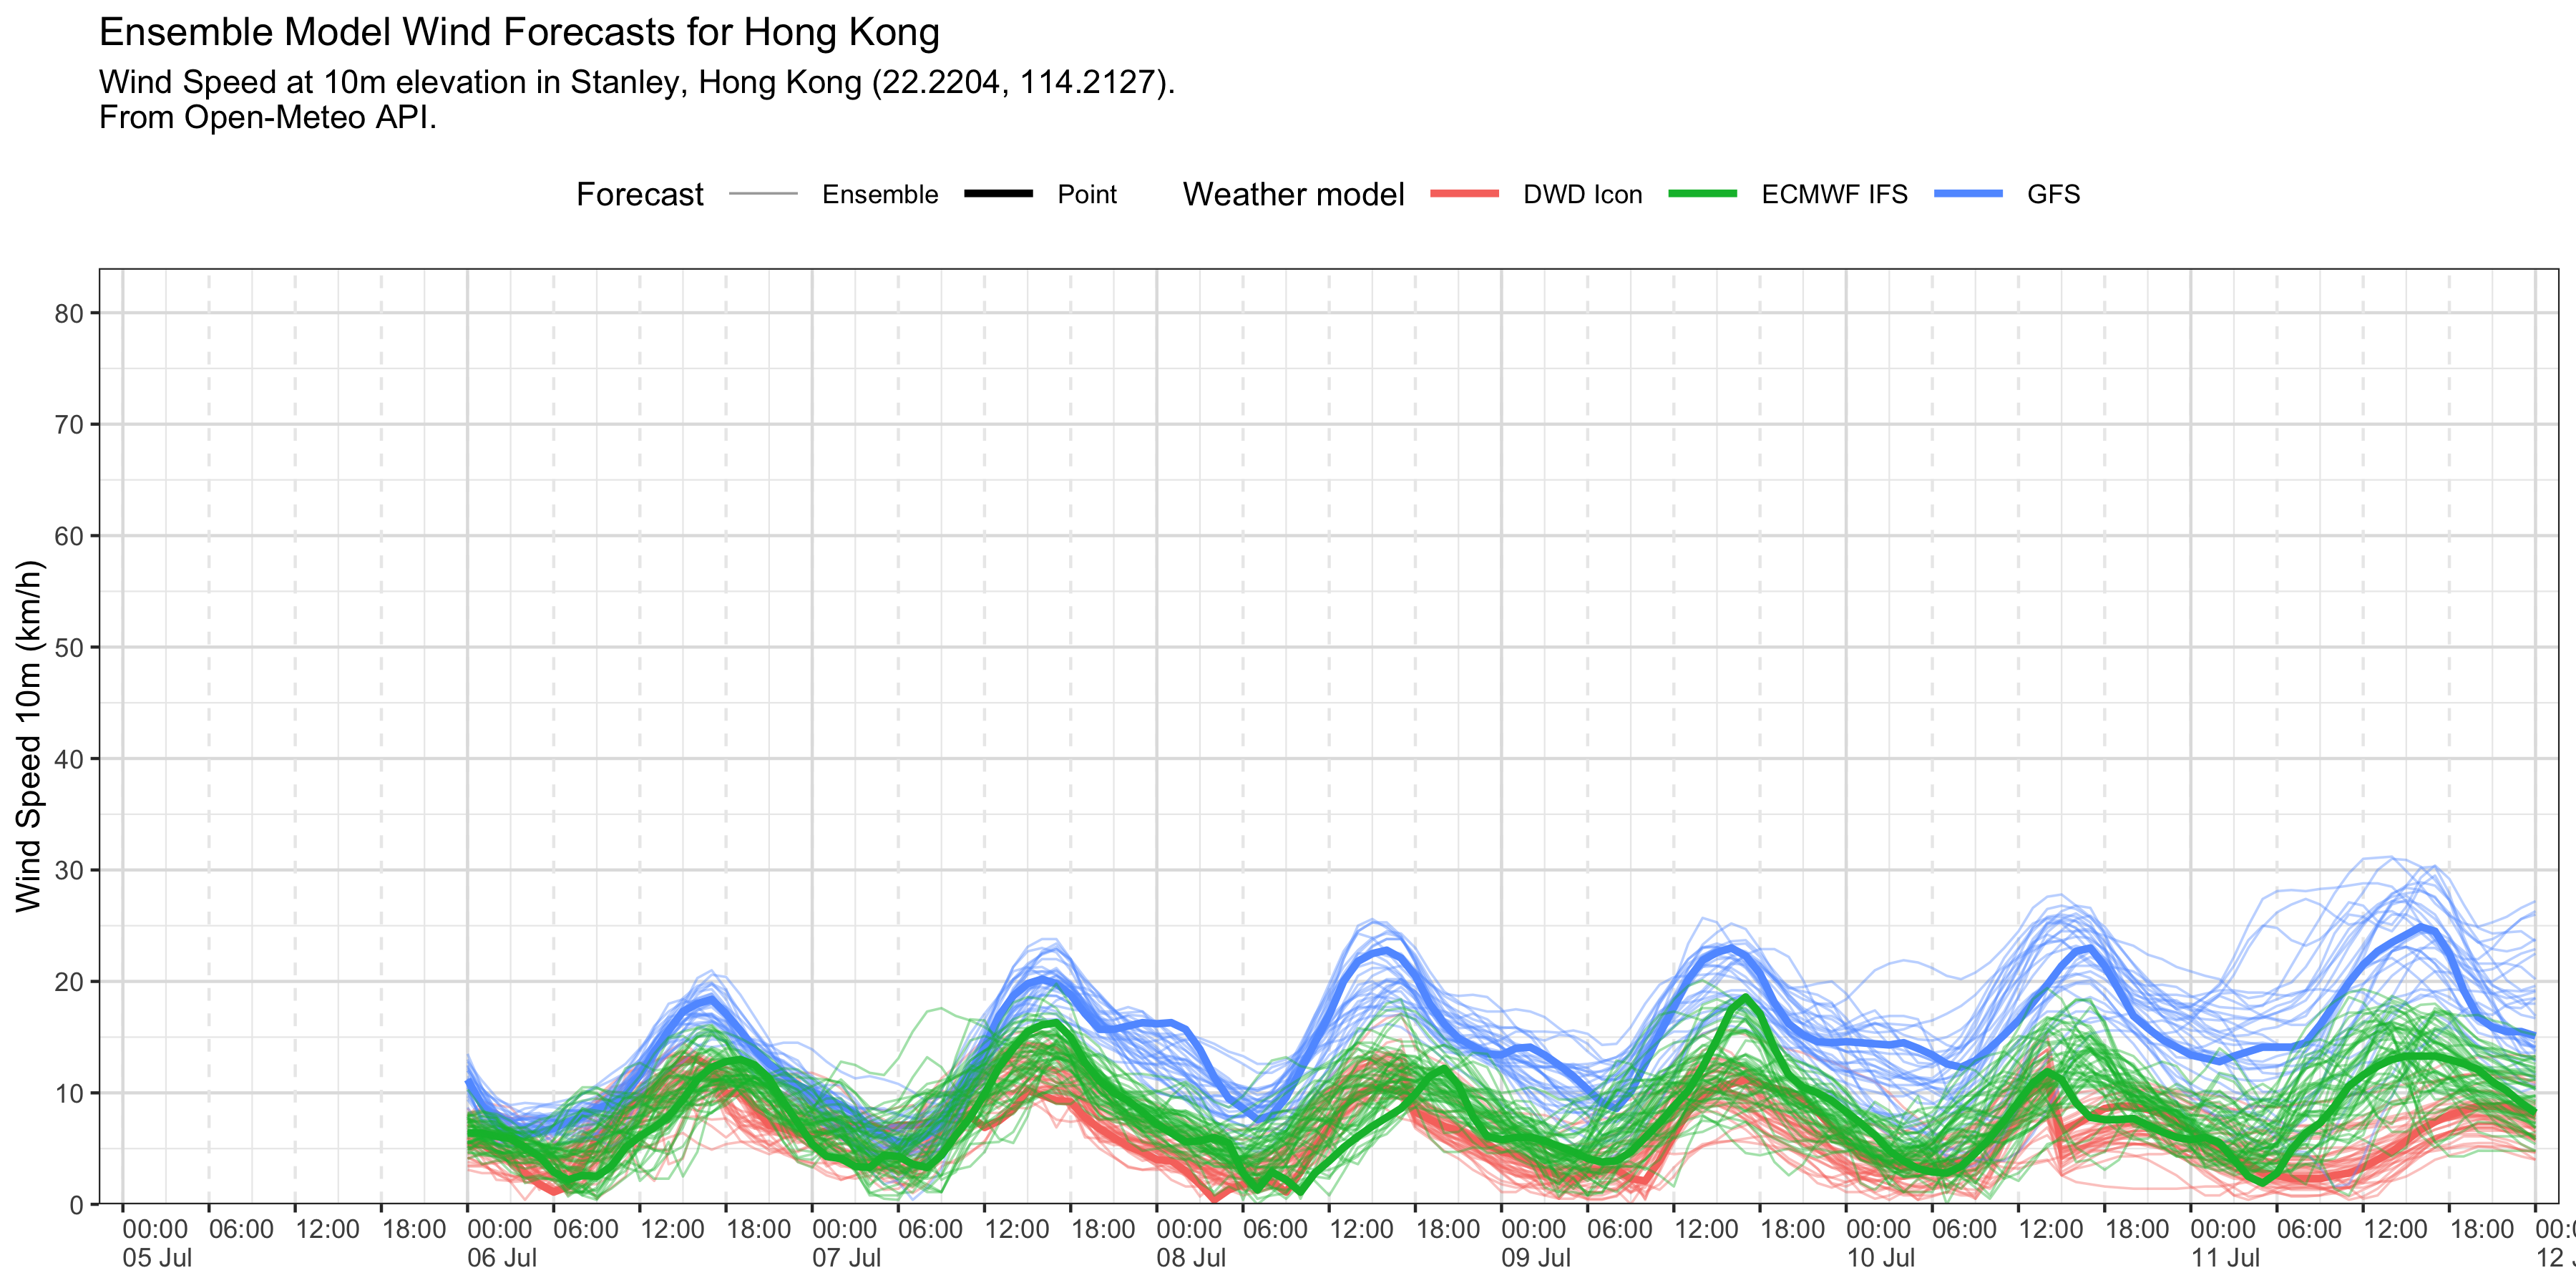 Ensemble Model Wind Forecasts for Hong Kong
Wind Speed at 10m elevation in Stanley, Hong Kong (22.2204, 114.2127).
From Open-Meteo API.
Forecast Ensemble Point Weather model DWD Icon ECMWF IFS GFS
Wind Speed 10m (km/h)
80
70
60
50
40
30
20
10
0
00:00 06:00 12:00 18:00 00:00 06:00 12:00 18:00 00:00 06:00 12:00 18:00 00:00 06:00 12:00 18:00 00:00 06:00 12:00 18:00 00:00 06:00 12:00 18:00 00:00 06:00 12:00 18:00
05 Jul 06 Jul 07 Jul 08 Jul 09 Jul 10 Jul 11 Jul 12